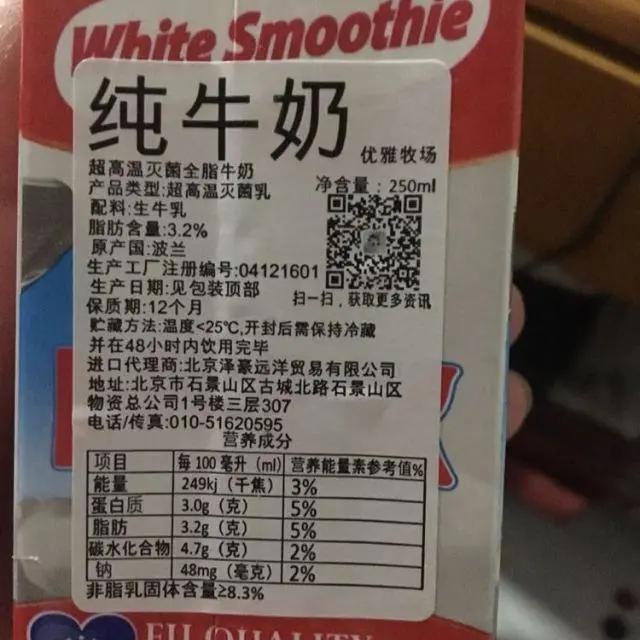 White Smoothie
纯牛奶
优雅牧场
超高温灭菌全脂牛奶
产品类型:超高温灭菌乳
净含量：250ml
配料:生牛乳
脂肪含量:3.2%
原产国:波兰
生产工厂注册编号:04121601
生产日期:见包装顶部
扫一扫，获取更多资讯
保质期:12个月
贮藏方法:温度<25℃,开封后需保持冷藏
并在48小时内饮用完毕
进口代理商:北京泽豪远洋贸易有限公司
地址:北京市石景山区古城北路石景山区
物资总公司1号楼三层307
电话/传真:010-51620595
营养成分
项目 每100毫升（ml) 营养能量素参考值%
能量 249kj（千焦） 3%
蛋白质 3.0g（克） 5%
脂肪 3.2g（克） 5%
碳水化合物 4.7g（克） 2%
钠 48mg（毫克） 2%
非脂乳固体含量≥8.3%
EU QUALITY